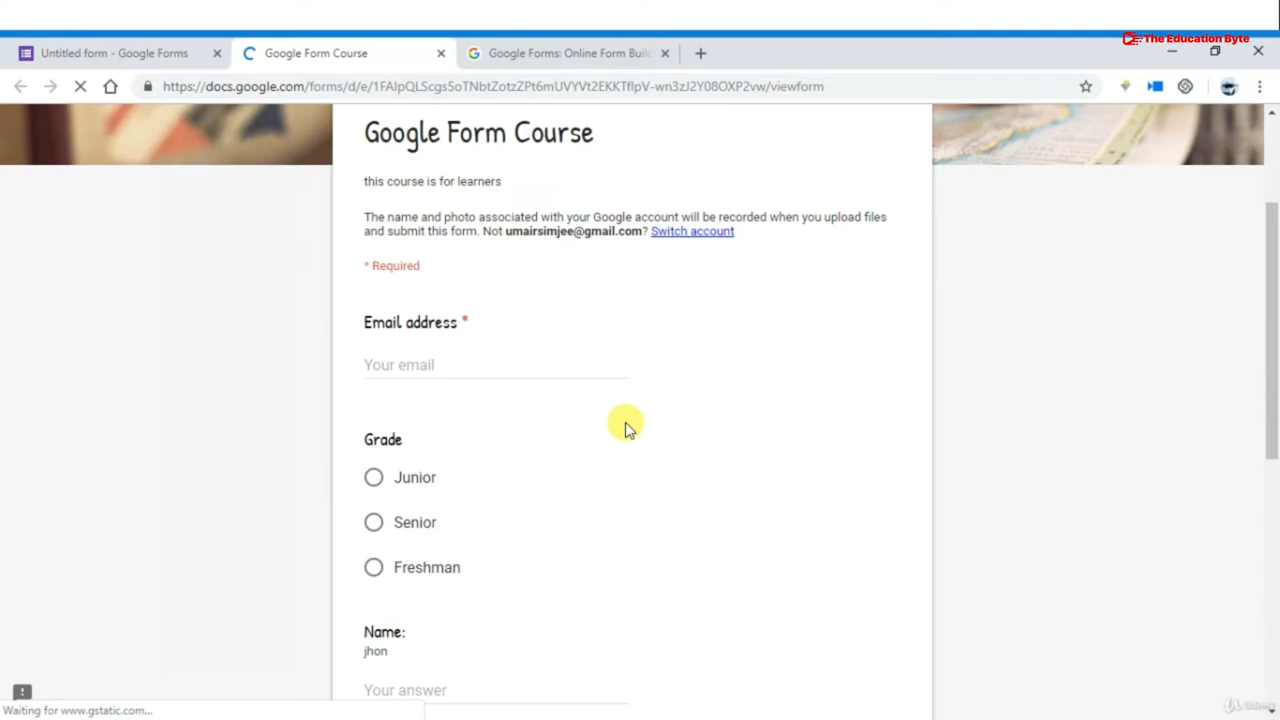 The Education Byte
Untitled form - Google Forms
Google Form Course
Google Forms: Online Form Buil
https://docs.google.com/forms/d/e/1FAIpQLScgs5oTNbtZotzZPt6mUVYVt2EKKTflpV-wn3zJ2Y08OXP2vw/viewform
Google Form Course
this course is for learners
The name and photo associated with your Google account will be recorded when you upload files
and submit this form. Not umairsimjee@gmail.com? Switch account
* Required
Email address *
Your email
Grade
Junior
Senior
Freshman
Name:
jhon
Your answer
Waiting for www.gstatic.com...
Udemy